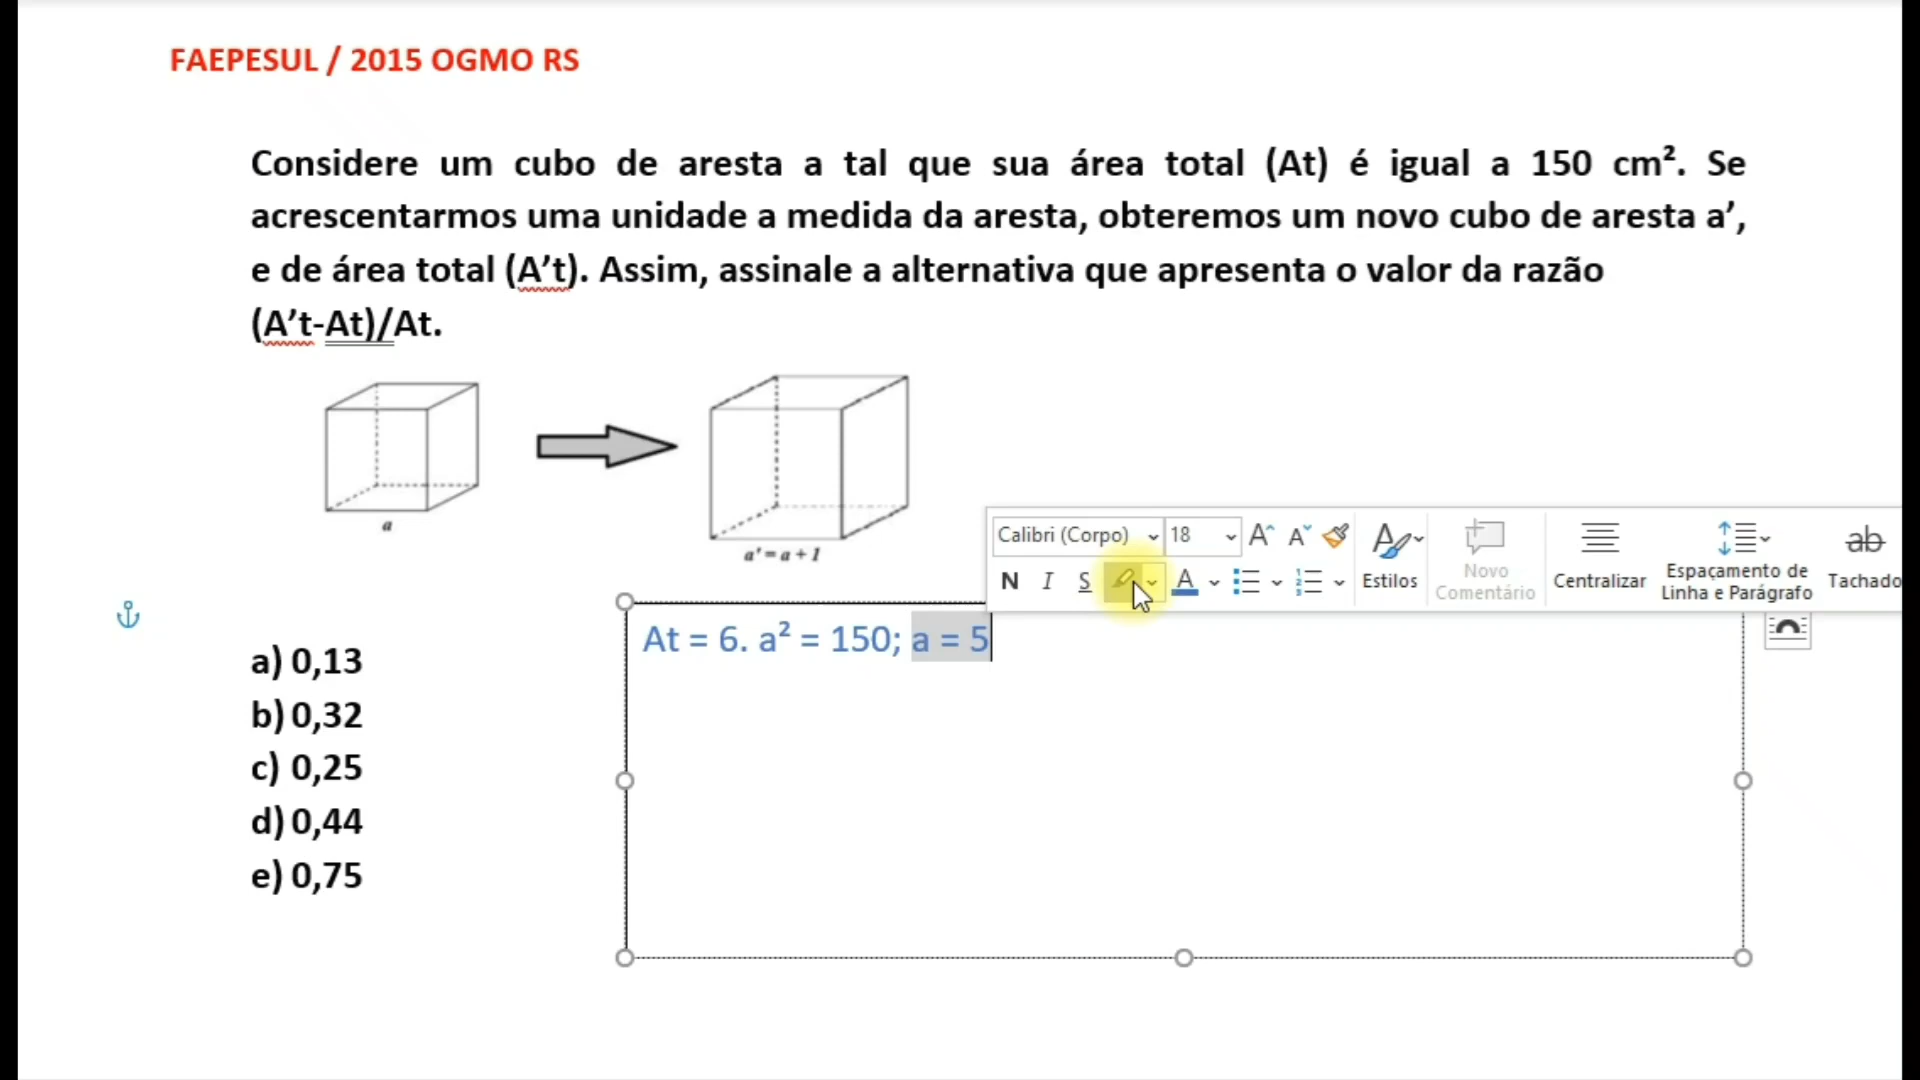 FAEPESUL / 2015 OGMO RS
Considere um cubo de aresta a tal que sua área total (At) é igual a 150 cm². Se
acrescentarmos uma unidade a medida da aresta, obteremos um novo cubo de aresta a’,
e de área total (A’t). Assim, assinale a alternativa que apresenta o valor da razão
(A’t-At)/At.
a
a' = a + 1
Calibri (Corpo) 18 A A
N I S A Estilos Novo Comentário Centralizar Espaçamento de Linha e Parágrafo ab Tachado
At = 6. a² = 150; a = 5
a) 0,13
b) 0,32
c) 0,25
d) 0,44
e) 0,75